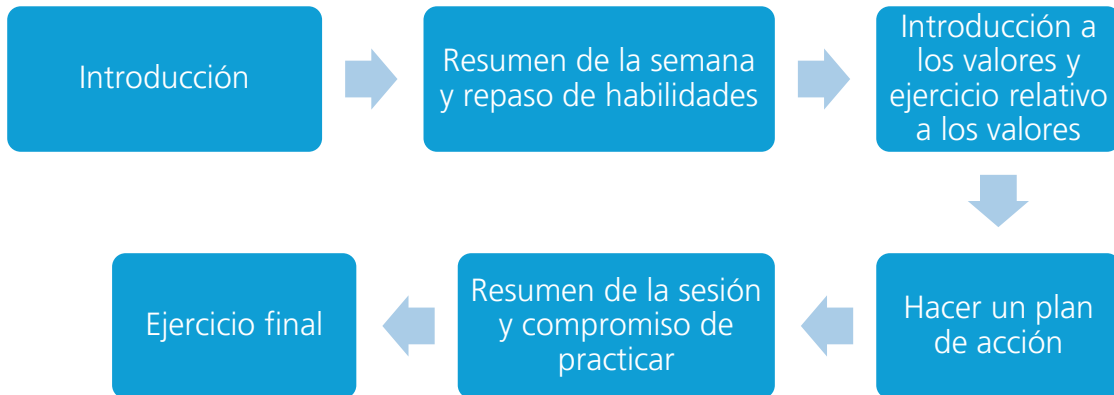 Introducción
Resumen de la semana
y repaso de habilidades
Introducción a
los valores y
ejercicio relativo
a los valores
Hacer un plan
de acción
Resumen de la sesión
y compromiso de
practicar
Ejercicio final